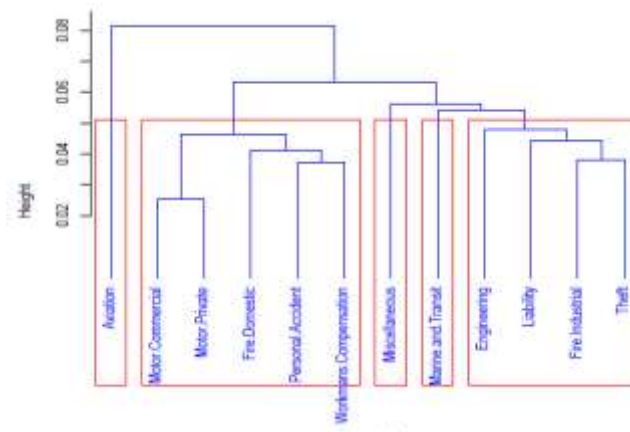 0.08
0.06
0.04
0.02
Height
Aviation
Motor Commercial
Motor Private
Fire Domestic
Personal Accident
Workmans Compensation
Miscellaneous
Marine and Transit
Engineering
Liability
Fire Industrial
Theft